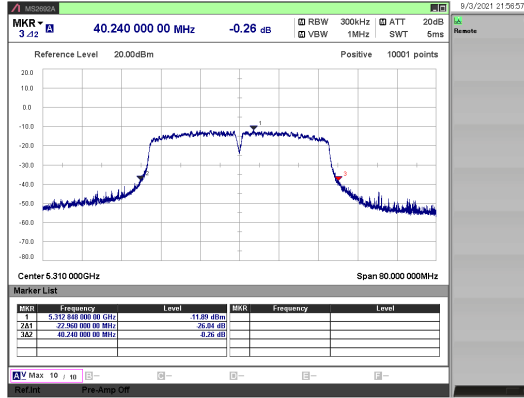 MS2692A
9/3/2021 21:56:57
MKR
3 Δ2 A
40.240 000 00 MHz
-0.26 dB
A RBW 300kHz
A VBW 1MHz
A ATT 20dB
SWT 5ms
Remote
Reference Level 20.00dBm
Positive 10001 points
20.0
10.0
0.0
-10.0
-20.0
-30.0
-40.0
-50.0
-60.0
-70.0
-80.0
1
2
3
Center 5.310 000GHz
Span 80.000 000MHz
Marker List
MKR Frequency Level MKR Frequency Level
1 5.312 848 000 00 GHz -11.89 dBm
2Δ1 -22.960 000 00 MHz -26.04 dB
3Δ2 40.240 000 00 MHz -0.26 dB
A V Max 10 / 10 B — C — D — E — F —
Ref.Int Pre-Amp Off